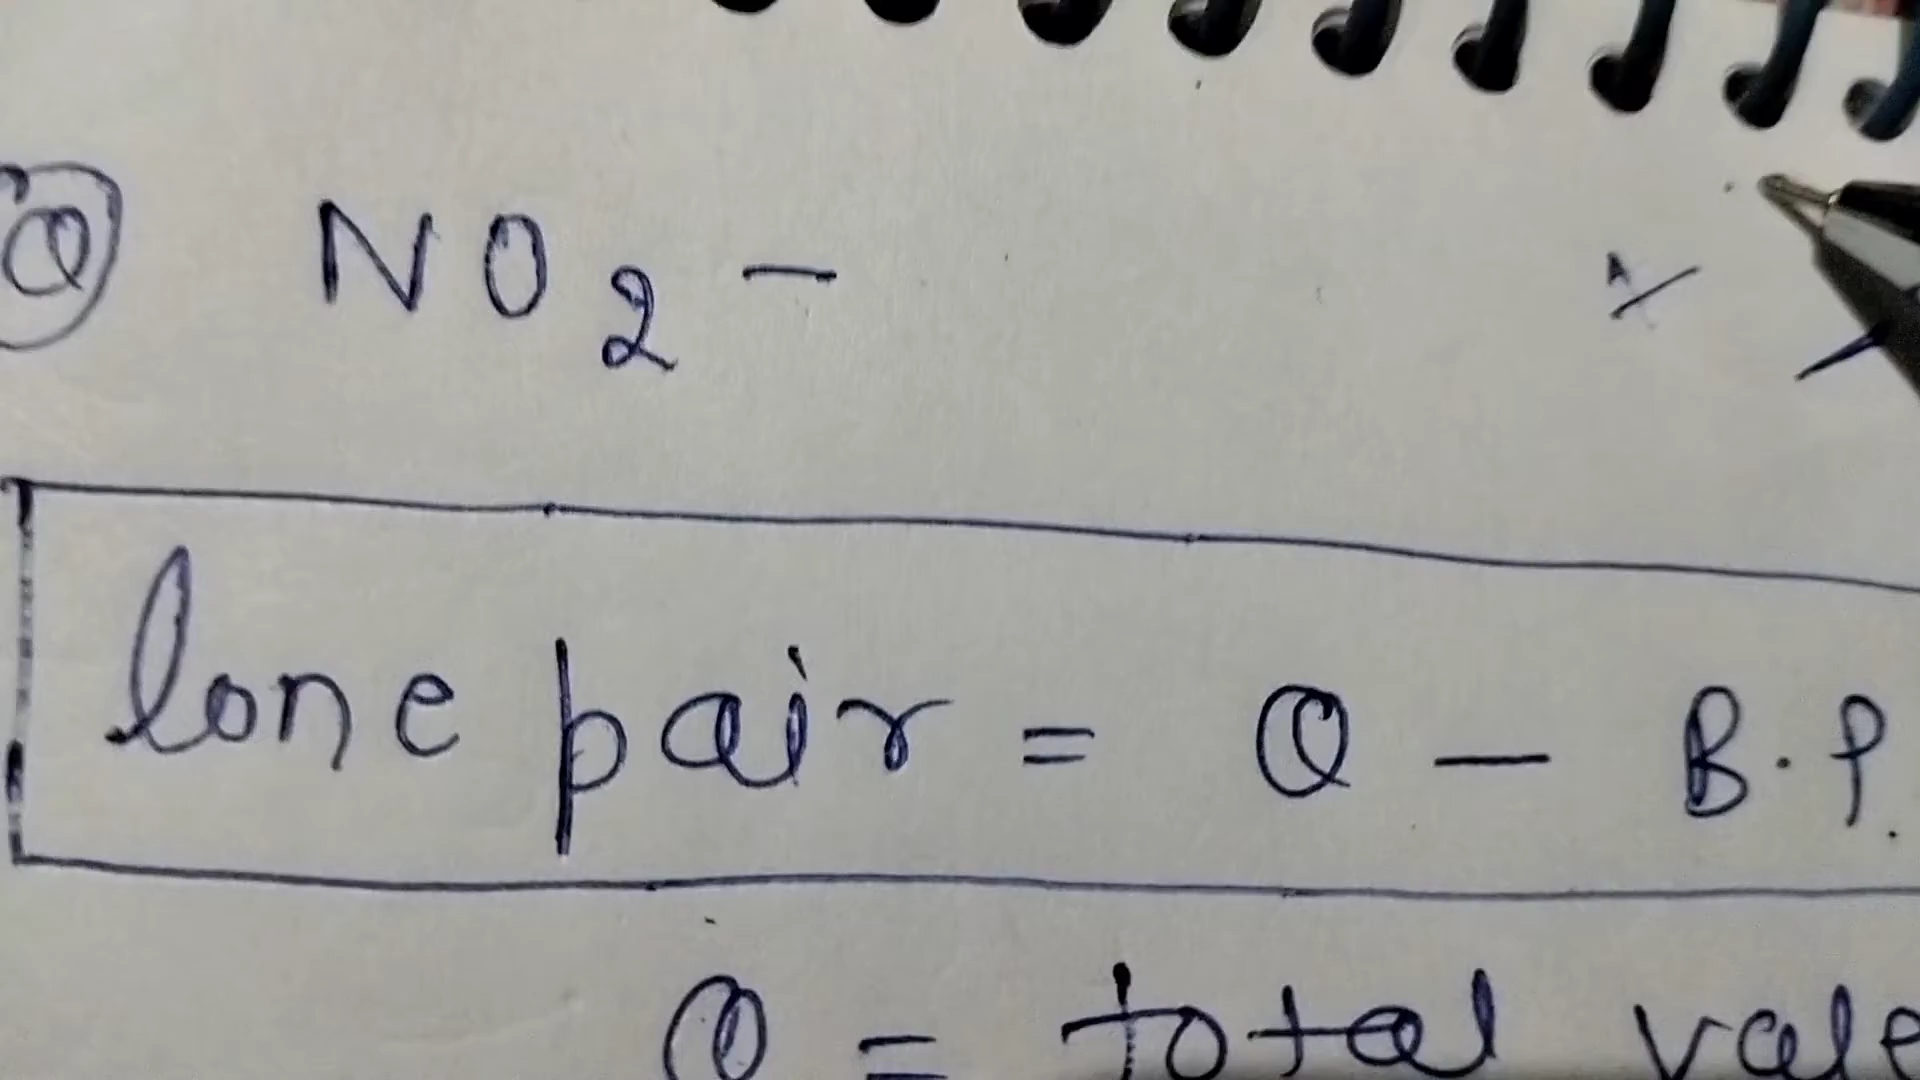 Q NO2 -
lone pair = Q - B.P.
Q = total vale